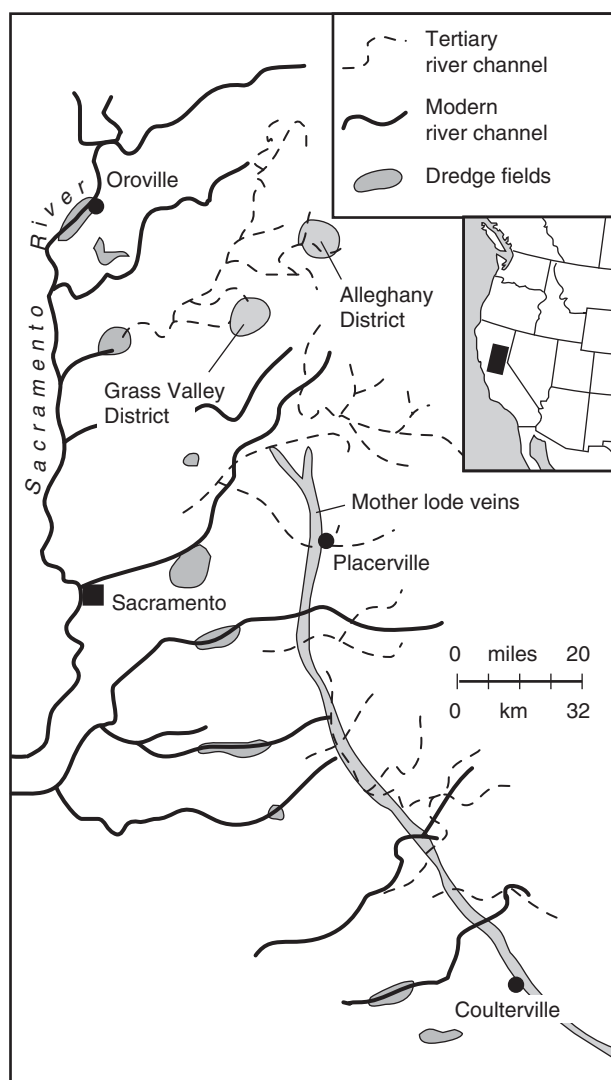 Tertiary
river channel
Modern
river channel
Dredge fields
Oroville
Sacramento River
Alleghany
District
Grass Valley
District
Mother lode veins
Placerville
Sacramento
0 miles 20
0 km 32
Coulterville